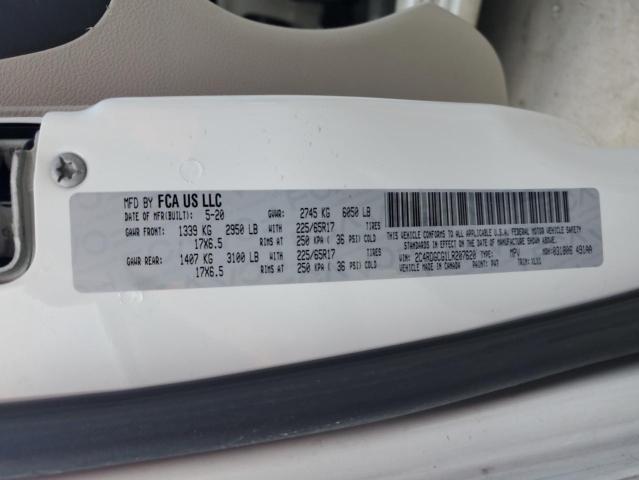 MFD BY FCA US LLC
DATE OF MFR(BUILT): 5-20 GVWR: 2745 KG 6050 LB
GAWR FRONT: 1339 KG 2950 LB WITH 225/65R17 TIRES
17X6.5 RIMS AT 250 KPA ( 36 PSI) COLD
GAWR REAR: 1407 KG 3100 LB WITH 225/65R17 TIRES
17X6.5 RIMS AT 250 KPA ( 36 PSI) COLD
THIS VEHICLE CONFORMS TO ALL APPLICABLE U.S.A. FEDERAL MOTOR VEHICLE SAFETY
STANDARDS IN EFFECT ON THE DATE OF MANUFACTURE SHOWN ABOVE.
VIN: 2C4RDGCG1LR207620 TYPE: MPV MDH:
VEHICLE MADE IN CANADA PAINT: PW7 TRIM: